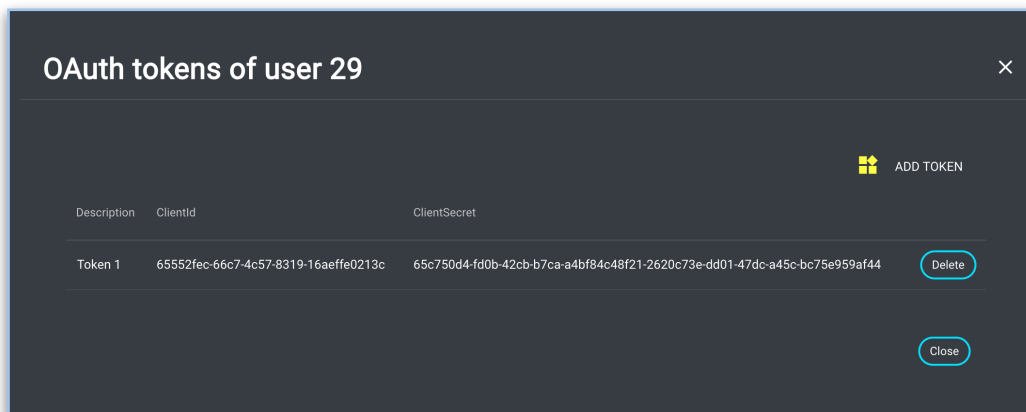 OAuth tokens of user 29
ADD TOKEN
Description ClientId ClientSecret
Token 1 65552fec-66c7-4c57-8319-16aeffe0213c 65c750d4-fd0b-42cb-b7ca-a4bf84c48f21-2620c73e-dd01-47dc-a45c-bc75e959af44 Delete
Close